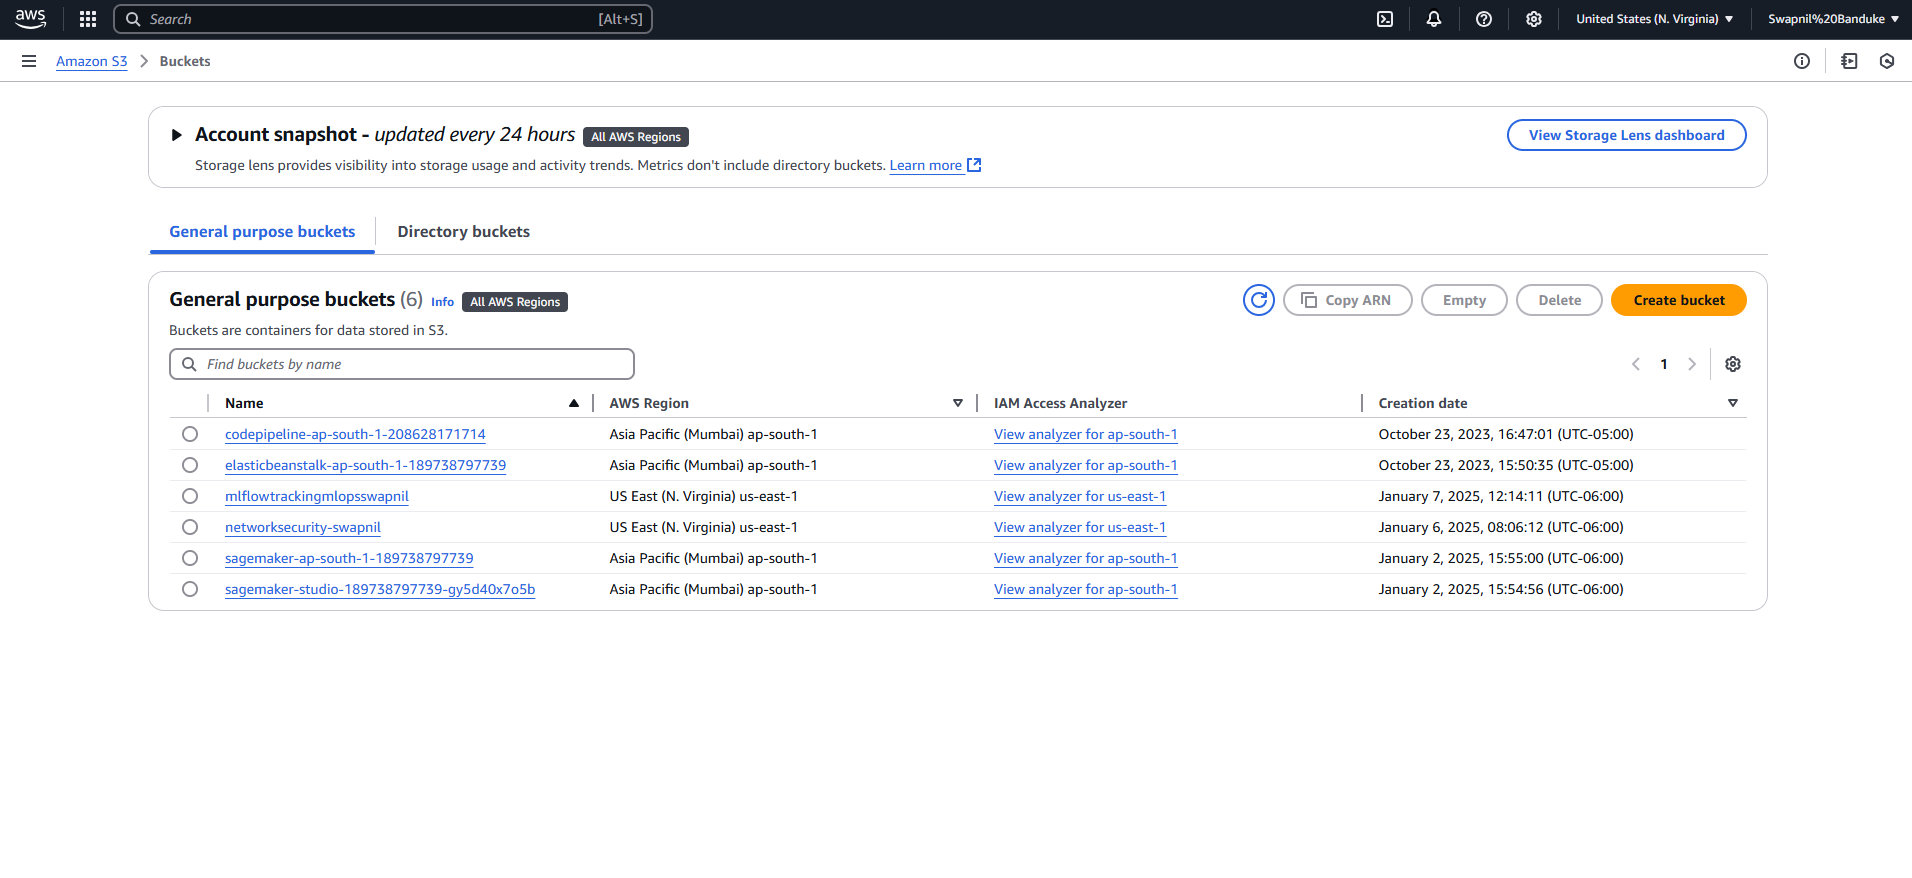 aws Search [Alt+S] United States (N. Virginia) Swapnil%20Banduke
Amazon S3 Buckets
Account snapshot - updated every 24 hours All AWS Regions View Storage Lens dashboard
Storage lens provides visibility into storage usage and activity trends. Metrics don't include directory buckets. Learn more
General purpose buckets Directory buckets
General purpose buckets (6) Info All AWS Regions Copy ARN Empty Delete Create bucket
Buckets are containers for data stored in S3.
Find buckets by name 1
Name AWS Region IAM Access Analyzer Creation date
codepipeline-ap-south-1-208628171714 Asia Pacific (Mumbai) ap-south-1 View analyzer for ap-south-1 October 23, 2023, 16:47:01 (UTC-05:00)
elasticbeanstalk-ap-south-1-189738797739 Asia Pacific (Mumbai) ap-south-1 View analyzer for ap-south-1 October 23, 2023, 15:50:35 (UTC-05:00)
mlflowtrackingmlopsswapnil US East (N. Virginia) us-east-1 View analyzer for us-east-1 January 7, 2025, 12:14:11 (UTC-06:00)
networksecurity-swapnil US East (N. Virginia) us-east-1 View analyzer for us-east-1 January 6, 2025, 08:06:12 (UTC-06:00)
sagemaker-ap-south-1-189738797739 Asia Pacific (Mumbai) ap-south-1 View analyzer for ap-south-1 January 2, 2025, 15:55:00 (UTC-06:00)
sagemaker-studio-189738797739-gy5d40x7o5b Asia Pacific (Mumbai) ap-south-1 View analyzer for ap-south-1 January 2, 2025, 15:54:56 (UTC-06:00)